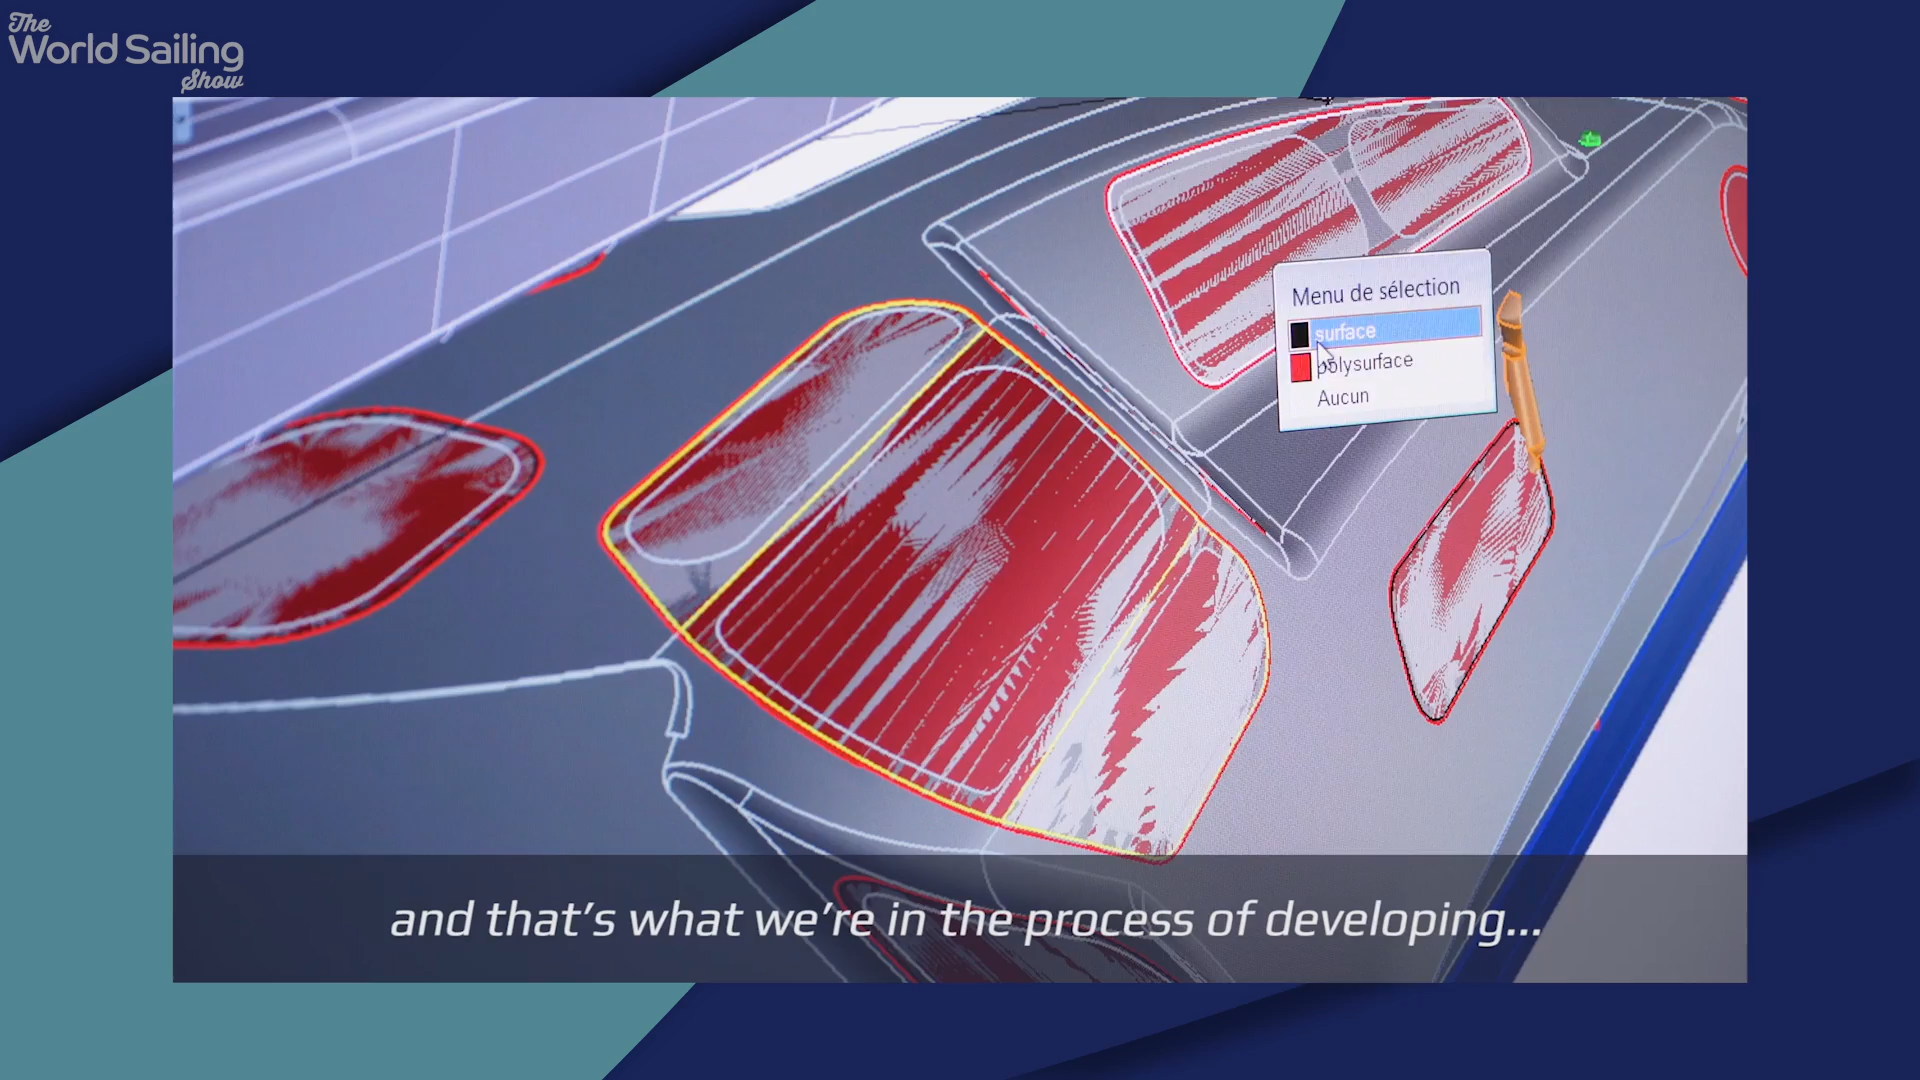 The
World Sailing
Show
Menu de sélection
surface
polysurface
Aucun
and that's what we're in the process of developing...